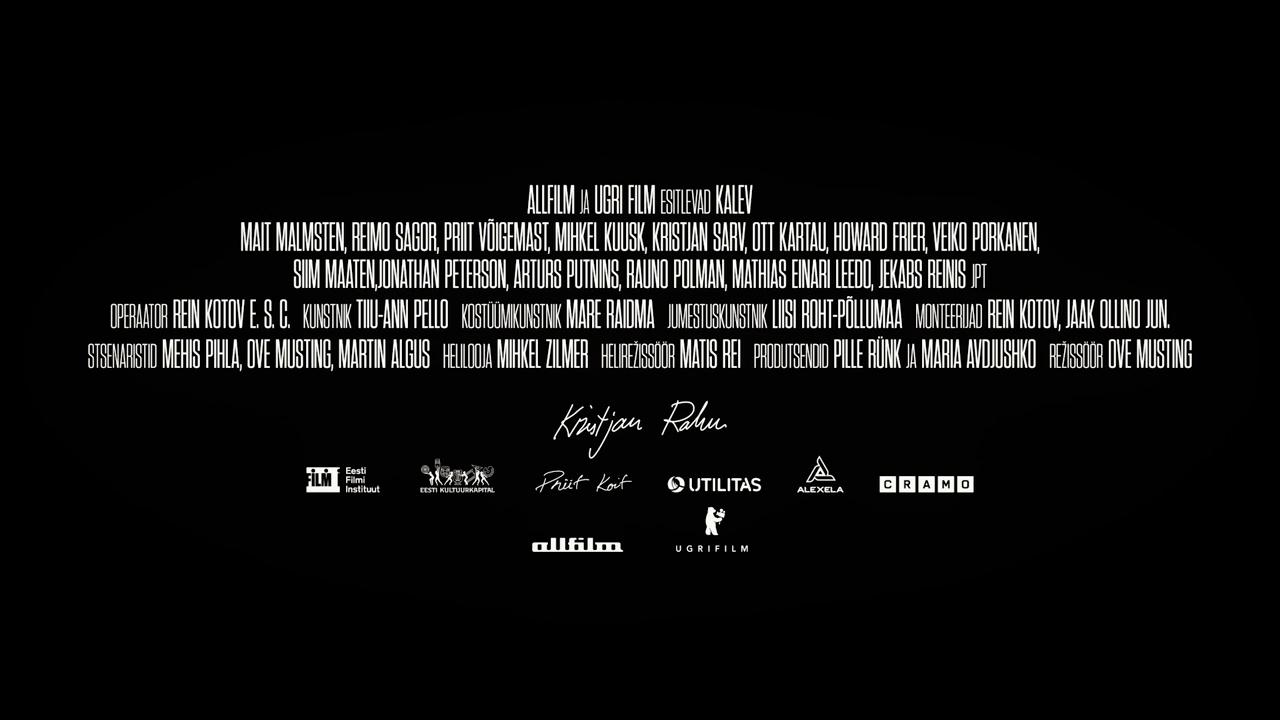 ALLFILM JA UGRI FILM ESITLEVAD KALEV
MAIT MALMSTEN, REIMO SAGOR, PRIIT VÕIGEMAST, MIHKEL KUUSK, KRISTJAN SARV, OTT KARTAU, HOWARD FRIER, VEIKO PORKANEN,
SIIM MAATEN,JONATHAN PETERSON, ARTURS PUTNINS, RAUNO POLMAN, MATHIAS EINARI LEEDO, JEKABS REINIS JPT
OPERAATOR REIN KOTOV E. S. C. KUNSTNIK TIIU-ANN PELLO KOSTÜÜMIKUNSTNIK MARE RAIDMA JUMESTUSKUNSTNIK LIISI ROHT-PÕLLUMAA MONTEERIJAD REIN KOTOV, JAAK OLLINO JUN.
STSENARISTID MEHIS PIHLA, OVE MUSTING, MARTIN ALGUS HELILOOJA MIHKEL ZILMER HELIREŽISSÖÖR MATIS REI PRODUTSENDID PILLE RÜNK JA MARIA AVDJUSHKO REŽISSÖÖR OVE MUSTING
Kristjan Rahu
FILM Eesti Filmi Instituut
EESTI KULTUURKAPITAL
Priit Koit
UTILITAS
ALEXELA
CRAMO
allfilm
UGRIFILM